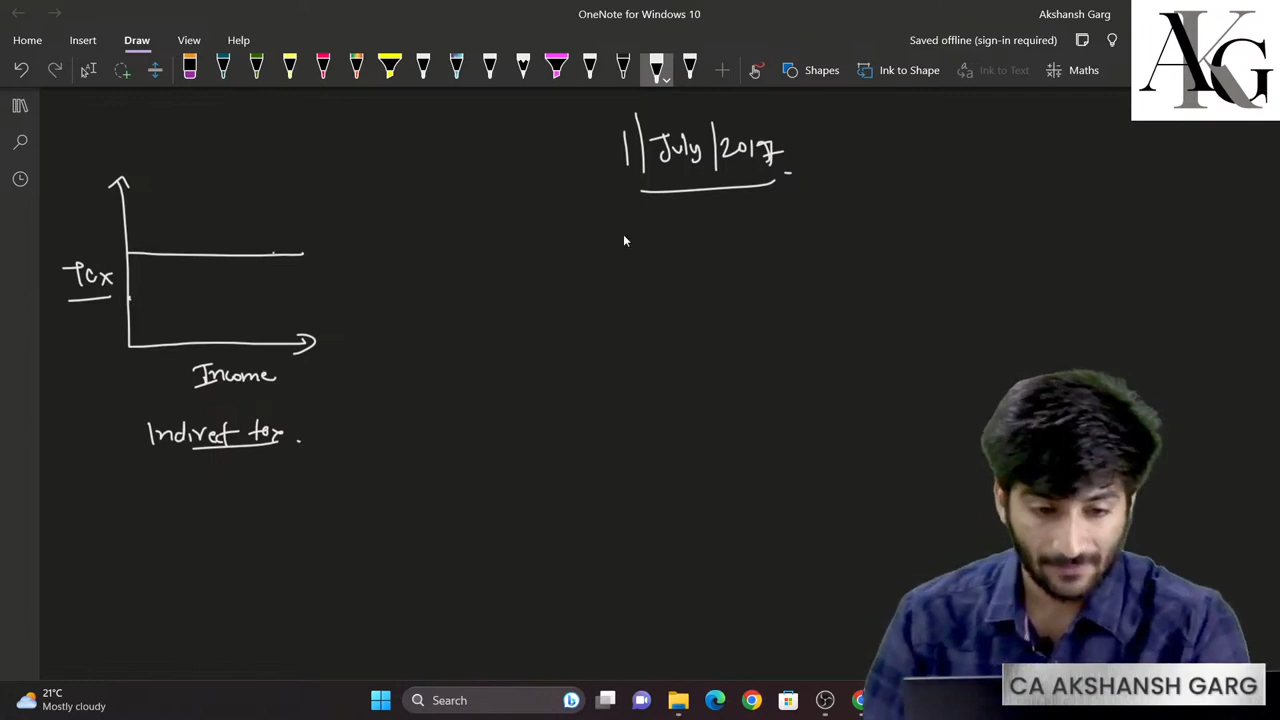 OneNote for Windows 10
Akshansh Garg
Home Insert Draw View Help
Saved offline (sign-in required)
Shapes Ink to Shape Ink to Text Maths
AKG
1 | July | 2017
Tax
Income
Indirect tax.
CA AKSHANSH GARG
21°C
Mostly cloudy
Search